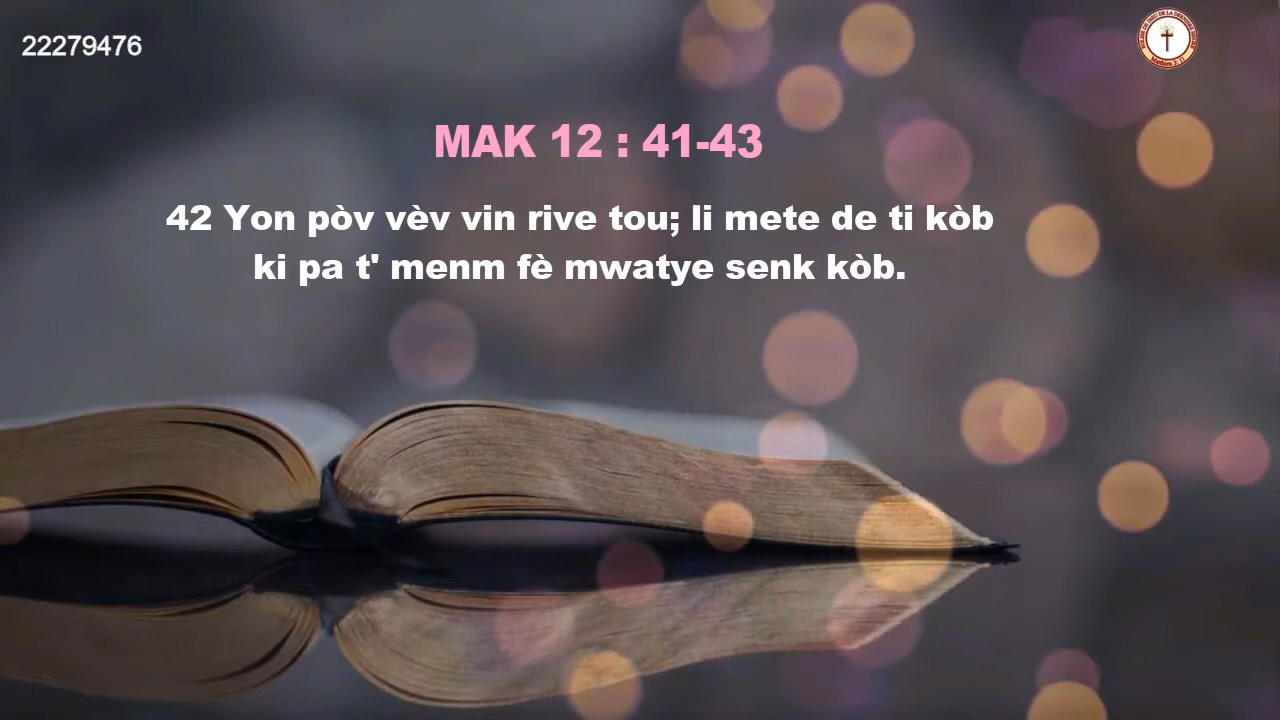 22279476
MAK 12 : 41-43
42 Yon pòv vèv vin rive tou; li mete de ti kòb
ki pa t' menm fè mwatye senk kòb.